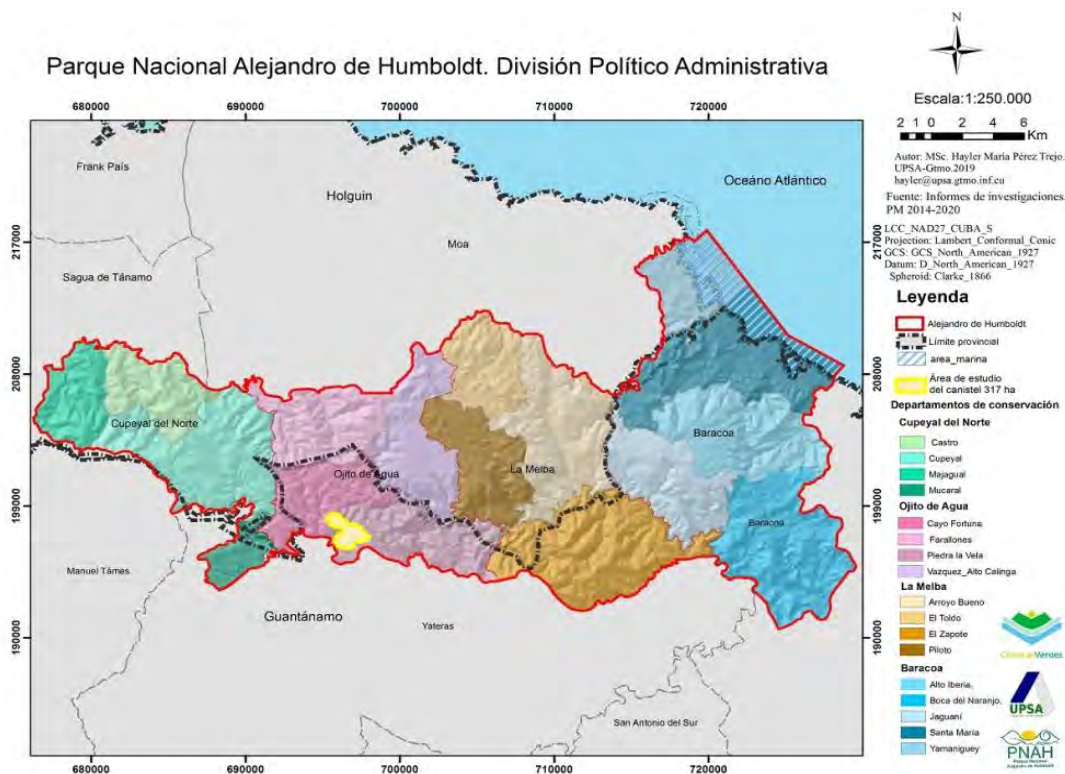 Parque Nacional Alejandro de Humboldt. División Político Administrativa
N
Escala:1:250.000
2 1 0 2 4 6
Km
Autor: MSc. Hayler María Pérez Trejo.
UPSA-Gtmo.2019
hayler@upsa.gtmo.inf.cu
Fuente: Informes de investigaciones.
PM 2014-2020
LCC_NAD27_CUBA_S
Projection: Lambert_Conformal_Conic
GCS: GCS_North_American_1927
Datum: D_North_American_1927
Spheroid: Clarke_1866
680000 690000 700000 710000 720000
217000 217000
208000 208000
199000 199000
190000 190000
Frank País
Holguin
Oceáno Atlántico
Moa
Sagua de Tánamo
Cupeyal del Norte
Baracoa
Ojito de Agua
La Melba
Baracoa
Manuel Támes
Guantánamo
Yateras
San Antonio del Sur
680000 690000 700000 710000 720000
Leyenda
Alejandro de Humboldt
Límite provincial
area_marina
Área de estudio
del canistel 317 ha
Departamentos de conservación
Cupeyal del Norte
Castro
Cupeyal
Majagual
Mucaral
Ojito de Agua
Cayo Fortuna
Farallones
Piedra la Vela
Vazquez_Alto Calinga
La Melba
Arroyo Bueno
El Toldo
El Zapote
Piloto
Baracoa
Alto Iberia,
Boca del Naranjo,
Jaguaní
Santa María
Yamaniguey
UPSA
PNAH
Parque Nacional
Alejandro de Humboldt